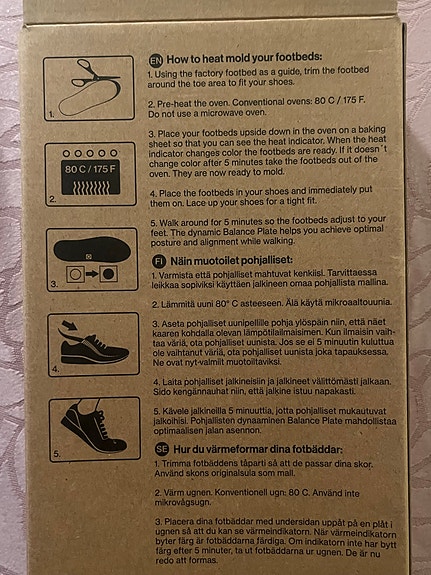 EN How to heat mold your footbeds:
1. Using the factory footbed as a guide, trim the footbed
around the toe area to fit your shoes.
2. Pre-heat the oven. Conventional ovens: 80 C / 175 F.
Do not use a microwave oven.
3. Place your footbeds upside down in the oven on a baking
sheet so that you can see the heat indicator. When the heat
indicator changes color the footbeds are ready. If it doesn´t
change color after 5 minutes take the footbeds out of the
oven. They are now ready to mold.
4. Place the footbeds in your shoes and immediately put
them on. Lace up your shoes for a tight fit.
5. Walk around for 5 minutes so the footbeds adjust to your
feet. The dynamic Balance Plate helps you achieve optimal
posture and alignment while walking.
FI Näin muotoilet pohjalliset:
1. Varmista että pohjalliset mahtuvat kenkiisi. Tarvittaessa
leikkaa sopiviksi käyttäen jalkineen omaa pohjallista mallina.
2. Lämmitä uuni 80° C asteeseen. Älä käytä mikroaaltouunia.
3. Aseta pohjalliset uunipellille pohja ylöspäin niin, että näet
kaaren kohdalla olevan lämpötilailmaisimen. Kun ilmaisin vaih-
taa väriä, ota pohjalliset uunista. Jos se ei 5 minuutin kuluttua
ole vaihtanut väriä, ota pohjalliset uunista joka tapauksessa.
Ne ovat nyt-valmiit muotoiltaviksi.
4. Laita pohjalliset jalkineisiin ja jalkineet välittömästi jalkaan.
Sido kengännauhat niin, että jalkine istuu napakasti.
5. Kävele jalkineilla 5 minuuttia, jotta pohjalliset mukautuvat
jalkoihisi. Pohjallisten dynaaminen Balance Plate mahdollistaa
optimaalisen jalan asennon.
SE Hur du värmeformar dina fotbäddar:
1. Trimma fotbäddens tåparti så att de passar dina skor.
Använd skons originalsula som mall.
2. Värm ugnen. Konventionell ugn: 80 C. Använd inte
mikrovågsugn.
3. Placera dina fotbäddar med undersidan uppåt på en plåt i
ugnen så att du kan se värmeindikatorn. När värmeindikatorn
byter färg är fotbäddarna färdiga. Om indikatorn inte har bytt
färg efter 5 minuter, ta ut fotbäddarna ur ugnen. De är nu
redo att formas.
1.
80 C / 175 F
2.
3.
4.
5.